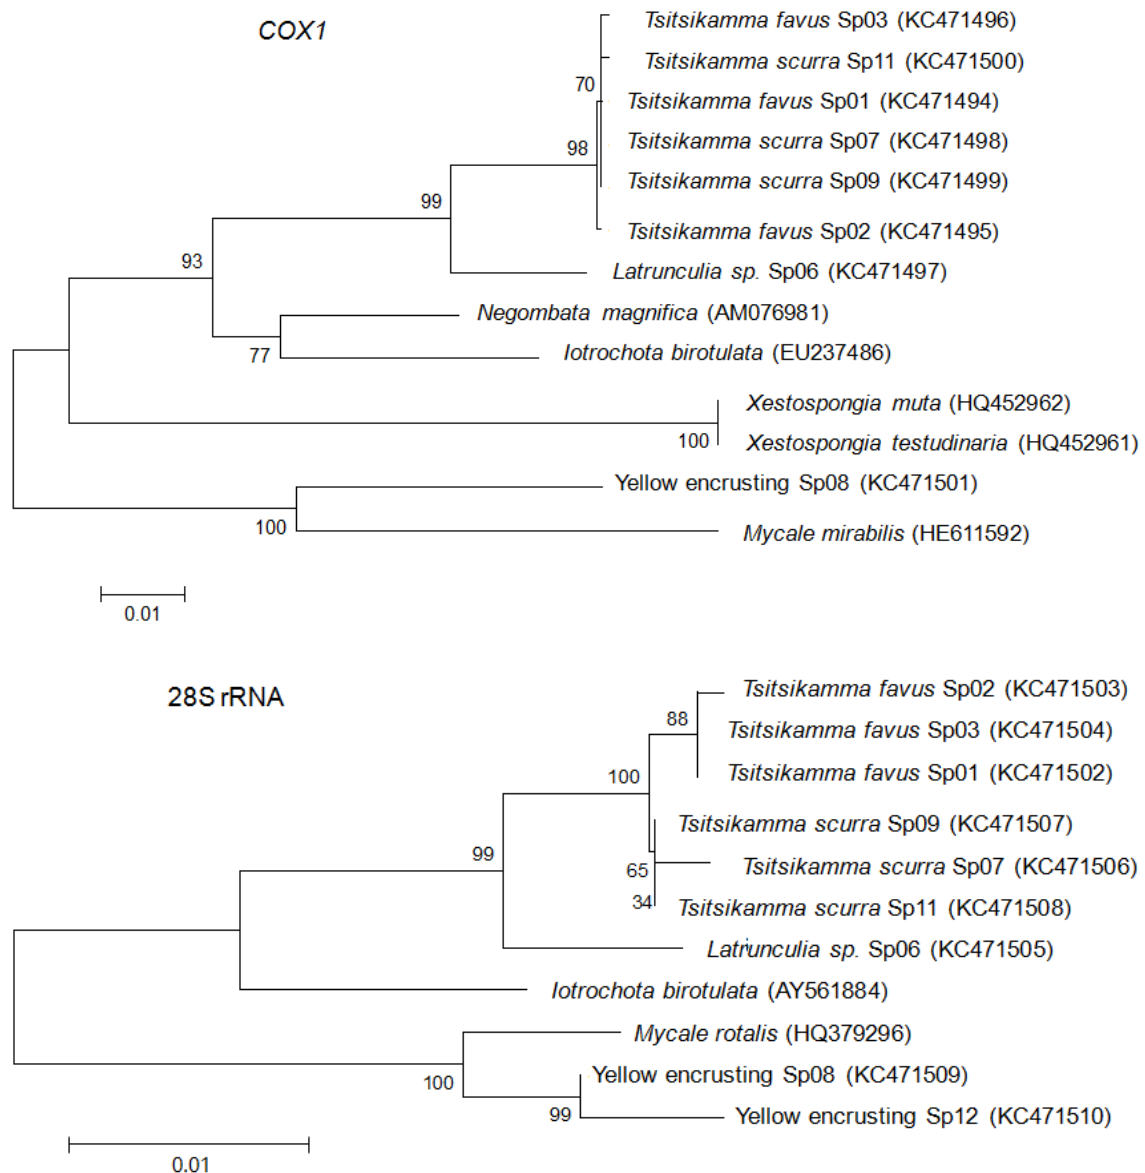 COX1
Tsitsikamma favus Sp03 (KC471496)
Tsitsikamma scurra Sp11 (KC471500)
70
Tsitsikamma favus Sp01 (KC471494)
Tsitsikamma scurra Sp07 (KC471498)
98
Tsitsikamma scurra Sp09 (KC471499)
99
Tsitsikamma favus Sp02 (KC471495)
93
Latrunculia sp. Sp06 (KC471497)
Negombata magnifica (AM076981)
77
Iotrochota birotulata (EU237486)
Xestospongia muta (HQ452962)
100
Xestospongia testudinaria (HQ452961)
Yellow encrusting Sp08 (KC471501)
100
Mycale mirabilis (HE611592)
0.01
28S rRNA
Tsitsikamma favus Sp02 (KC471503)
88
Tsitsikamma favus Sp03 (KC471504)
100
Tsitsikamma favus Sp01 (KC471502)
Tsitsikamma scurra Sp09 (KC471507)
99
65
Tsitsikamma scurra Sp07 (KC471506)
34
Tsitsikamma scurra Sp11 (KC471508)
Latrunculia sp. Sp06 (KC471505)
Iotrochota birotulata (AY561884)
Mycale rotalis (HQ379296)
100
Yellow encrusting Sp08 (KC471509)
99
Yellow encrusting Sp12 (KC471510)
0.01